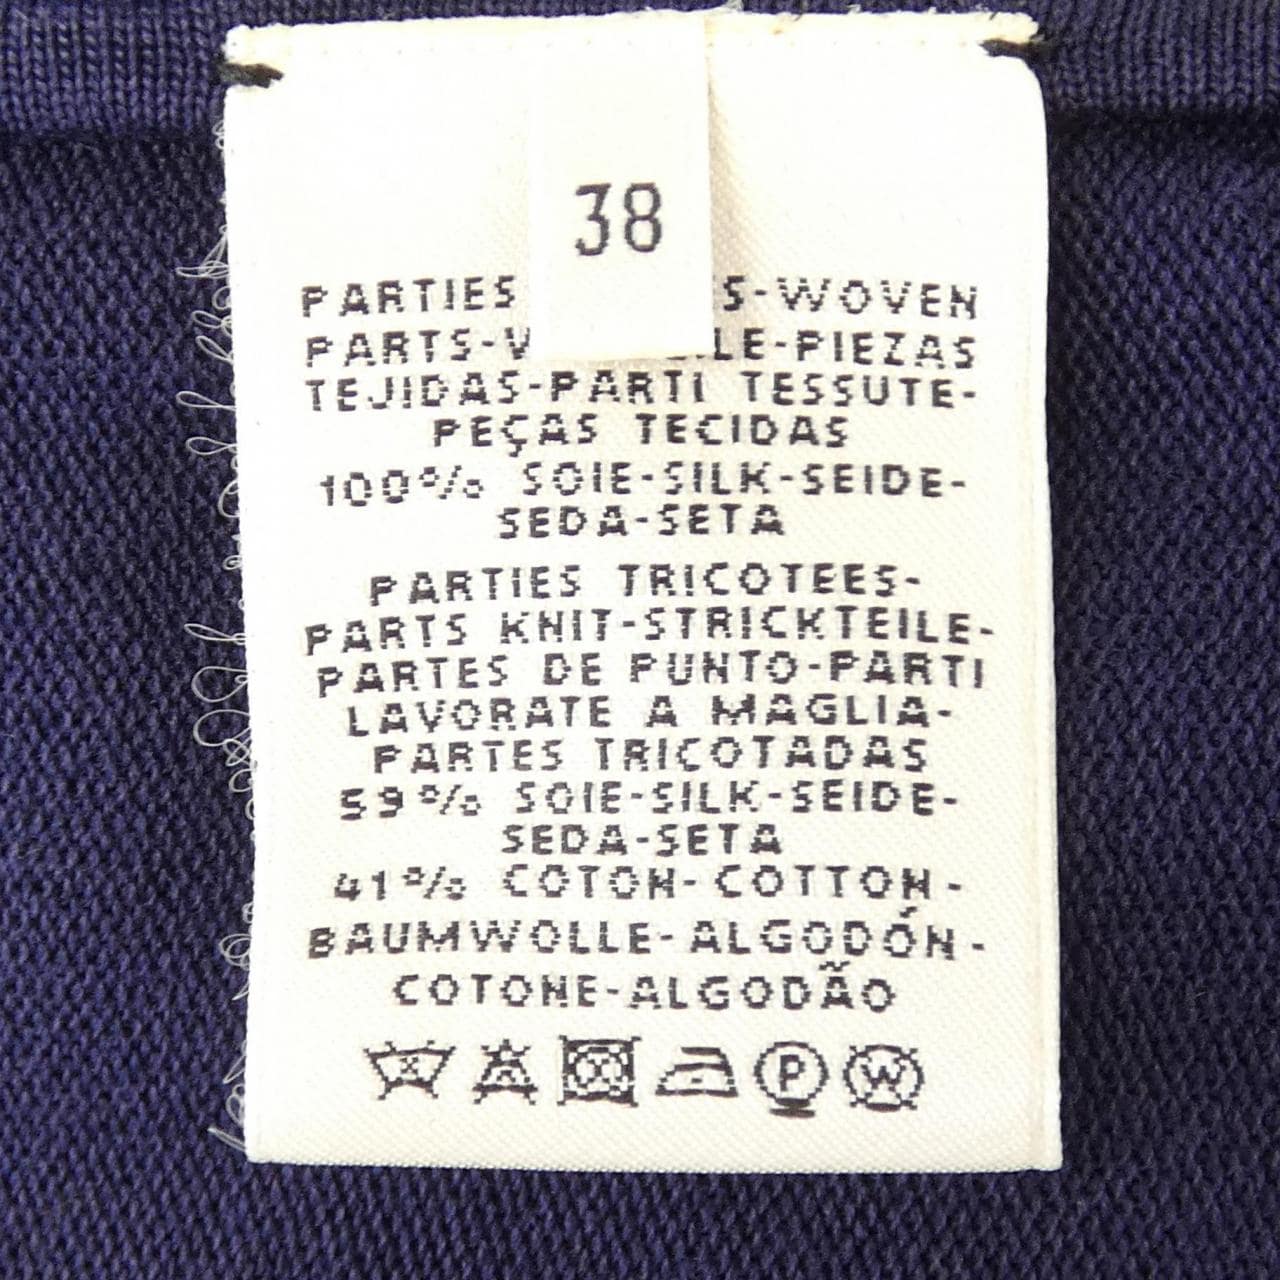 38
PARTIES S-WOVEN
PARTS-V LE-PIEZAS
TEJIDAS-PARTI TESSUTE-
PEÇAS TECIDAS
100% SOIE-SILK-SEIDE-
SEDA-SETA
PARTIES TRICOTEES-
PARTS KNIT-STRICKTEILE-
PARTES DE PUNTO-PARTI
LAVORATE A MAGLIA-
PARTES TRICOTADAS
59% SOIE-SILK-SEIDE-
SEDA-SETA
41% COTON-COTTON-
BAUMWOLLE-ALGODÓN-
COTONE-ALGODÃO
P W